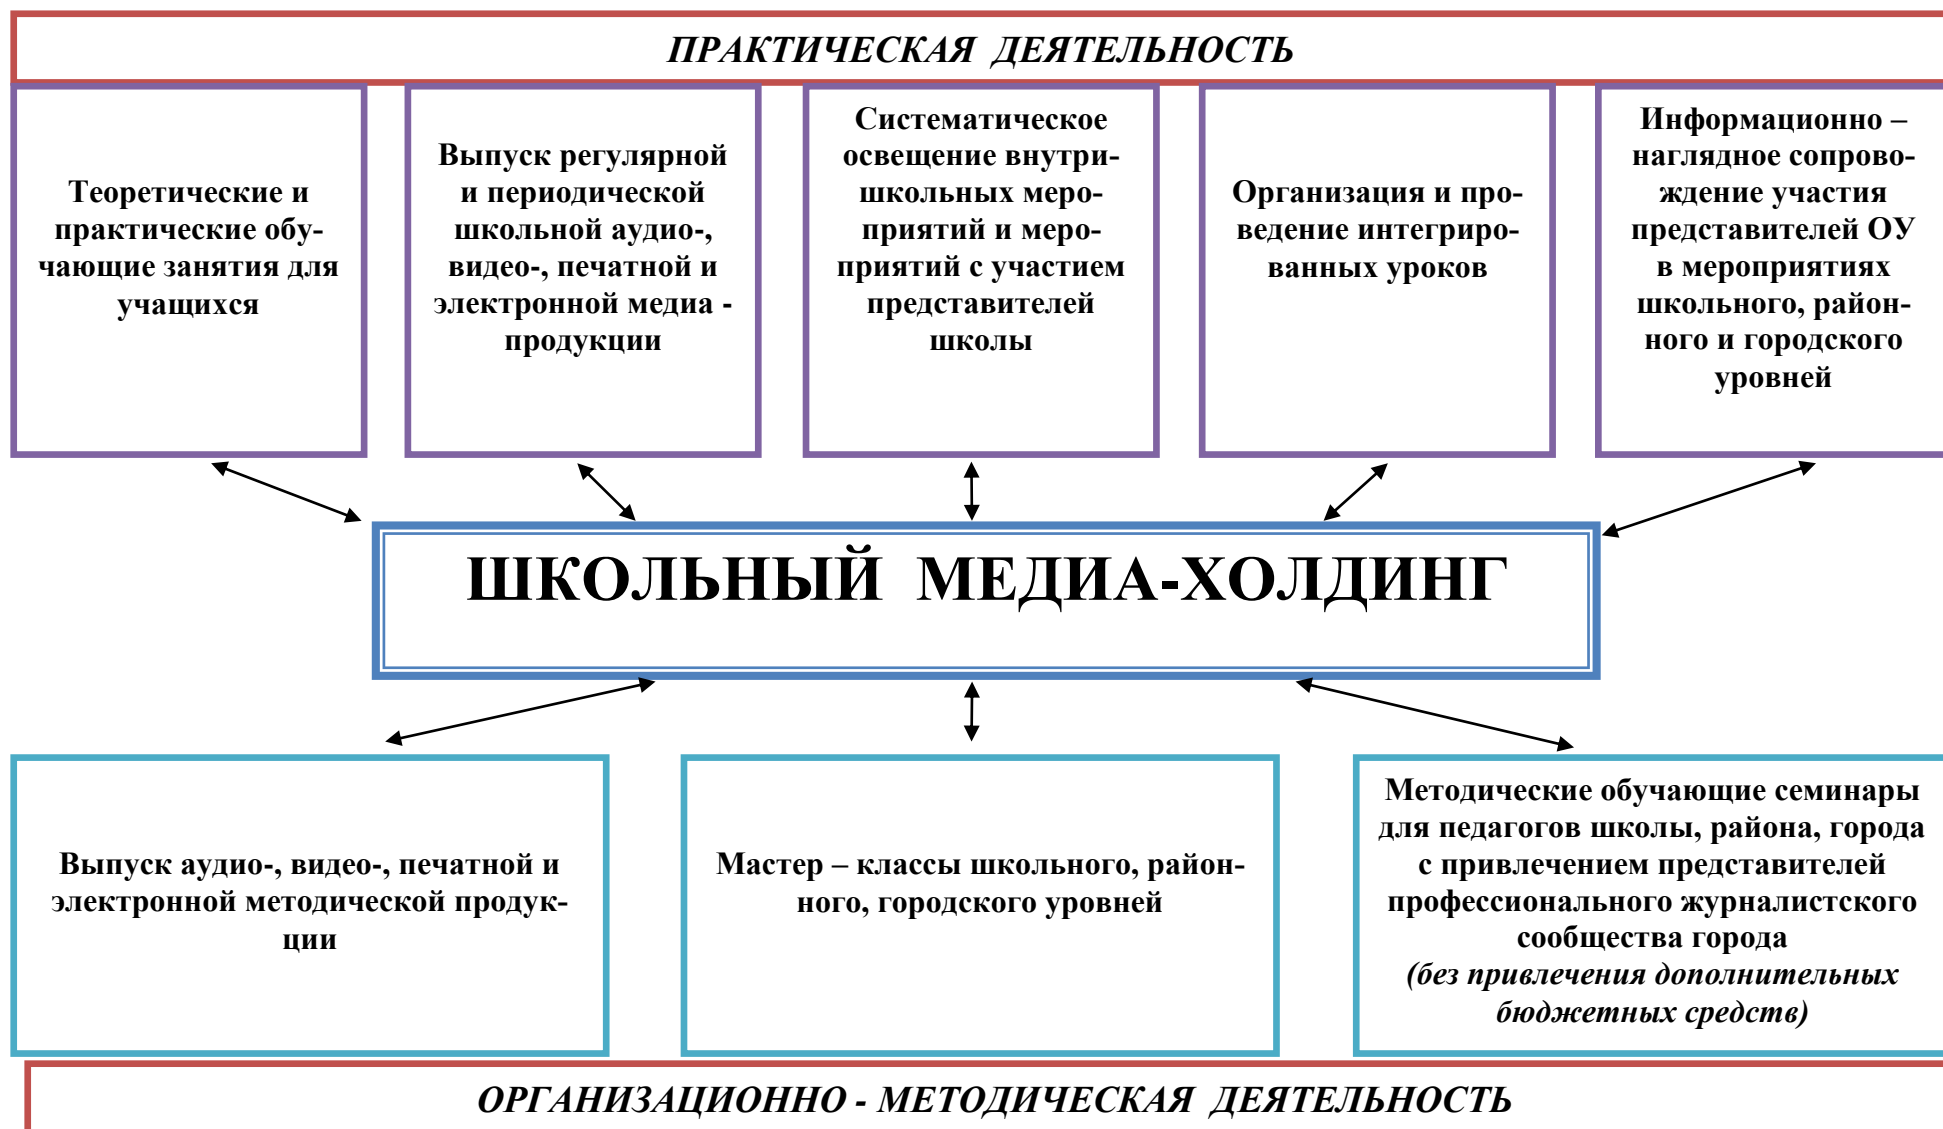 ПРАКТИЧЕСКАЯ ДЕЯТЕЛЬНОСТЬ
Теоретические и
практические обу-
чающие занятия для
учащихся
Выпуск регулярной
и периодической
школьной аудио-,
видео-, печатной и
электронной медиа -
продукции
Систематическое
освещение внутри-
школьных меро-
приятий и меро-
приятий с участием
представителей
школы
Организация и про-
ведение интегриро-
ванных уроков
Информационно –
наглядное сопрово-
ждение участия
представителей ОУ
в мероприятиях
школьного, район-
ного и городского
уровней
ШКОЛЬНЫЙ МЕДИА-ХОЛДИНГ
Выпуск аудио-, видео-, печатной и
электронной методической продук-
ции
Мастер – классы школьного, район-
ного, городского уровней
Методические обучающие семинары
для педагогов школы, района, города
с привлечением представителей
профессионального журналистского
сообщества города
(без привлечения дополнительных
бюджетных средств)
ОРГАНИЗАЦИОННО - МЕТОДИЧЕСКАЯ ДЕЯТЕЛЬНОСТЬ